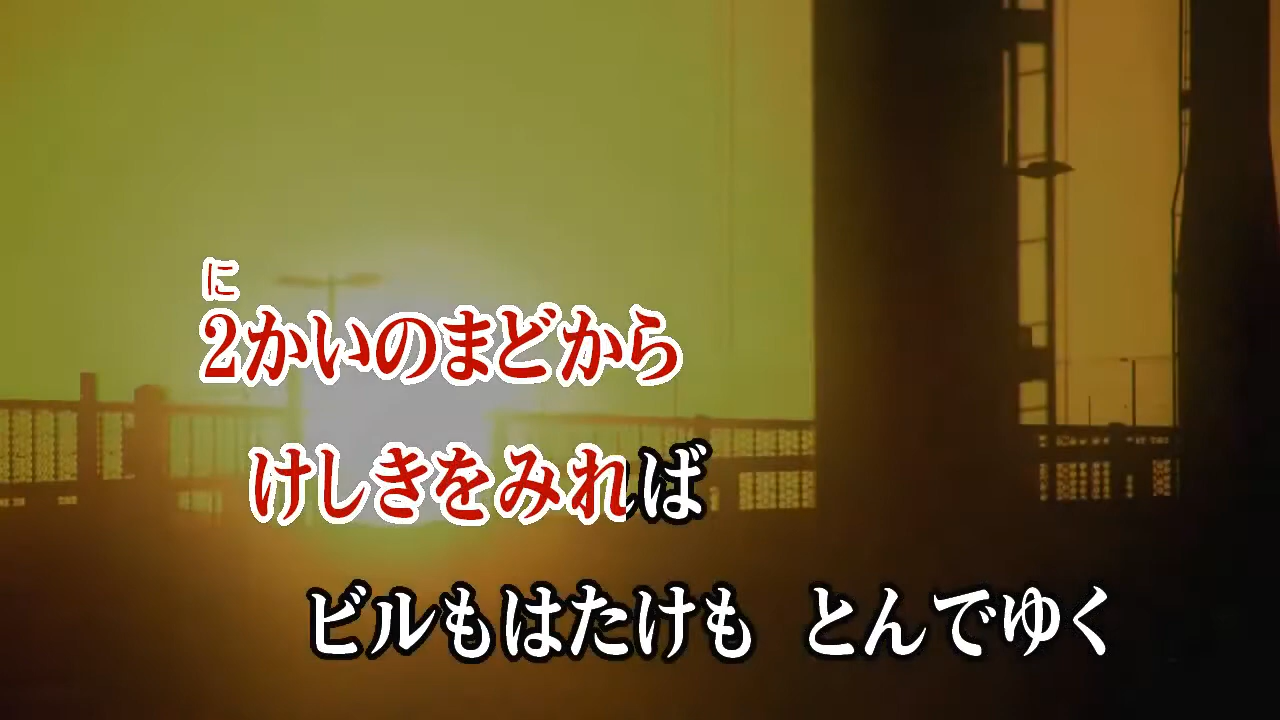 に
2かいのまどから
けしきをみれば
ビルもはたけも とんでゆく